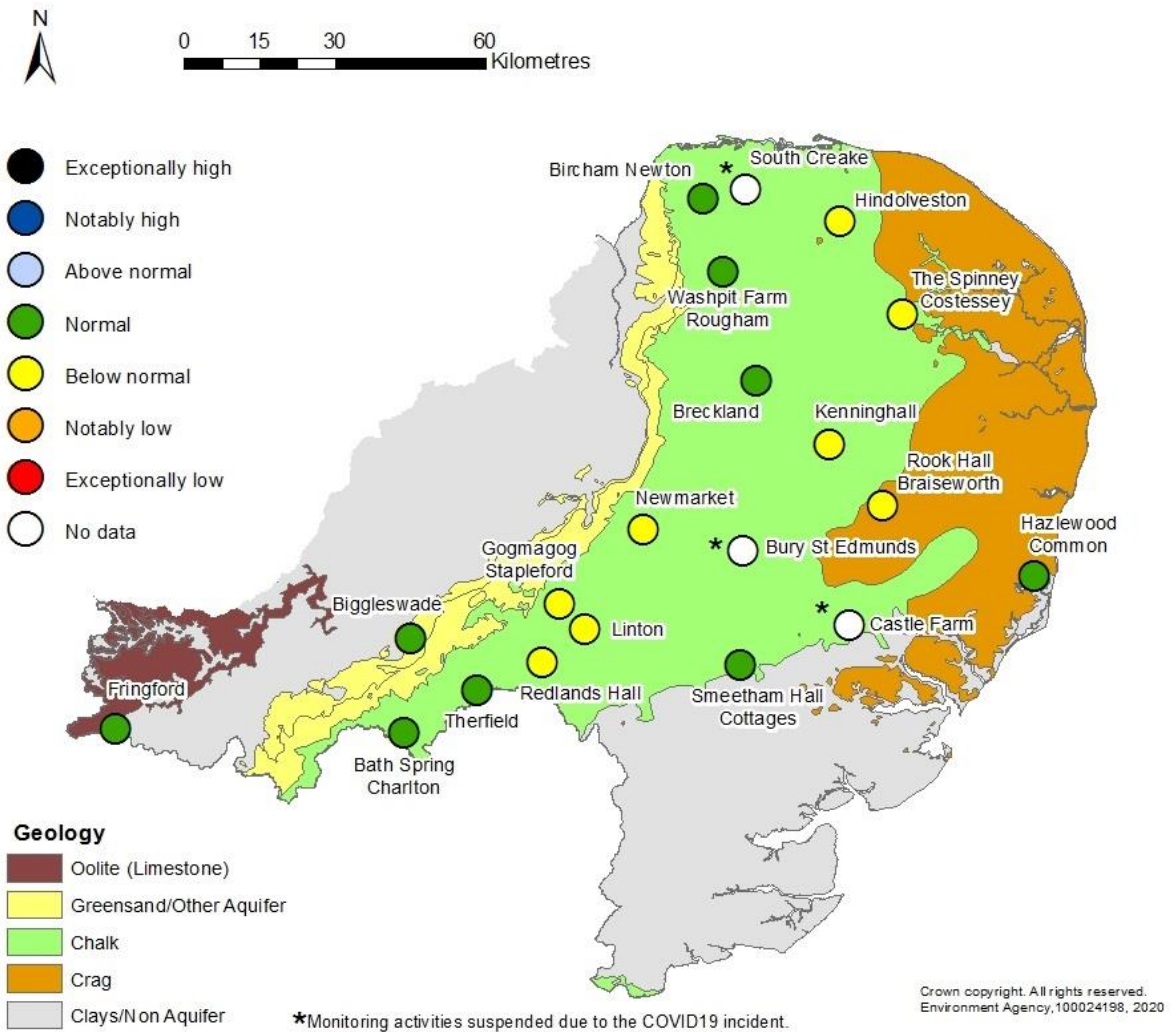 N
0 15 30 60
Kilometres
Exceptionally high
Notably high
Above normal
Normal
Below normal
Notably low
Exceptionally low
No data
Bircham Newton
* South Creake
Hindolveston
Washpit Farm
Rougham
The Spinney
Costessey
Breckland
Kenninghall
Rook Hall
Braiseworth
Newmarket
* Bury St Edmunds
Hazlewood
Common
Gogmagog
Stapleford
Biggleswade
Linton
* Castle Farm
Redlands Hall
Smeetham Hall
Cottages
Fringford
Therfield
Bath Spring
Charlton
Geology
Oolite (Limestone)
Greensand/Other Aquifer
Chalk
Crag
Clays/Non Aquifer
*Monitoring activities suspended due to the COVID19 incident.
Crown copyright. All rights reserved.
Environment Agency,100024198, 2020